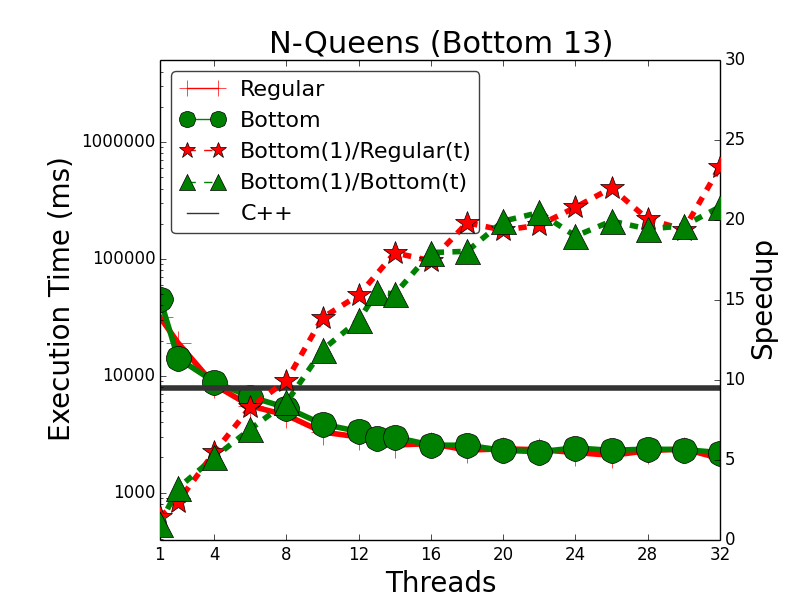 N-Queens (Bottom 13)
Regular
Bottom
Bottom(1)/Regular(t)
Bottom(1)/Bottom(t)
C++
Execution Time (ms)
1000000
100000
10000
1000
30
25
20
15
10
5
0
Speedup
1 4 8 12 16 20 24 28 32
Threads